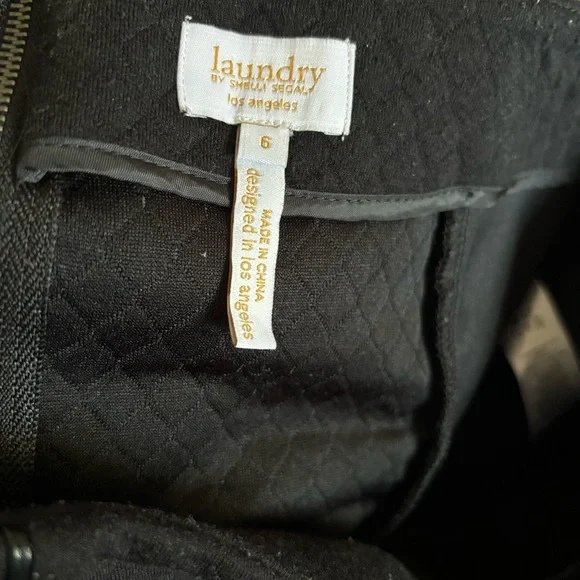 laundry
BY SHELLI SEGAL
los angeles
6
MADE IN CHINA
designed in los angeles